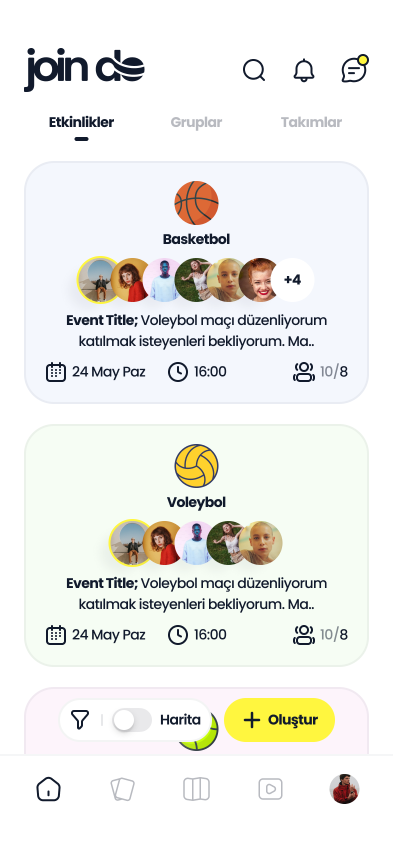 join do
Etkinlikler Gruplar Takımlar
Basketbol
+4
Event Title; Voleybol maçı düzenliyorum
katılmak isteyenleri bekliyorum. Ma..
24 May Paz 16:00 10/8
Voleybol
Event Title; Voleybol maçı düzenliyorum
katılmak isteyenleri bekliyorum. Ma..
24 May Paz 16:00 10/8
Harita Oluştur